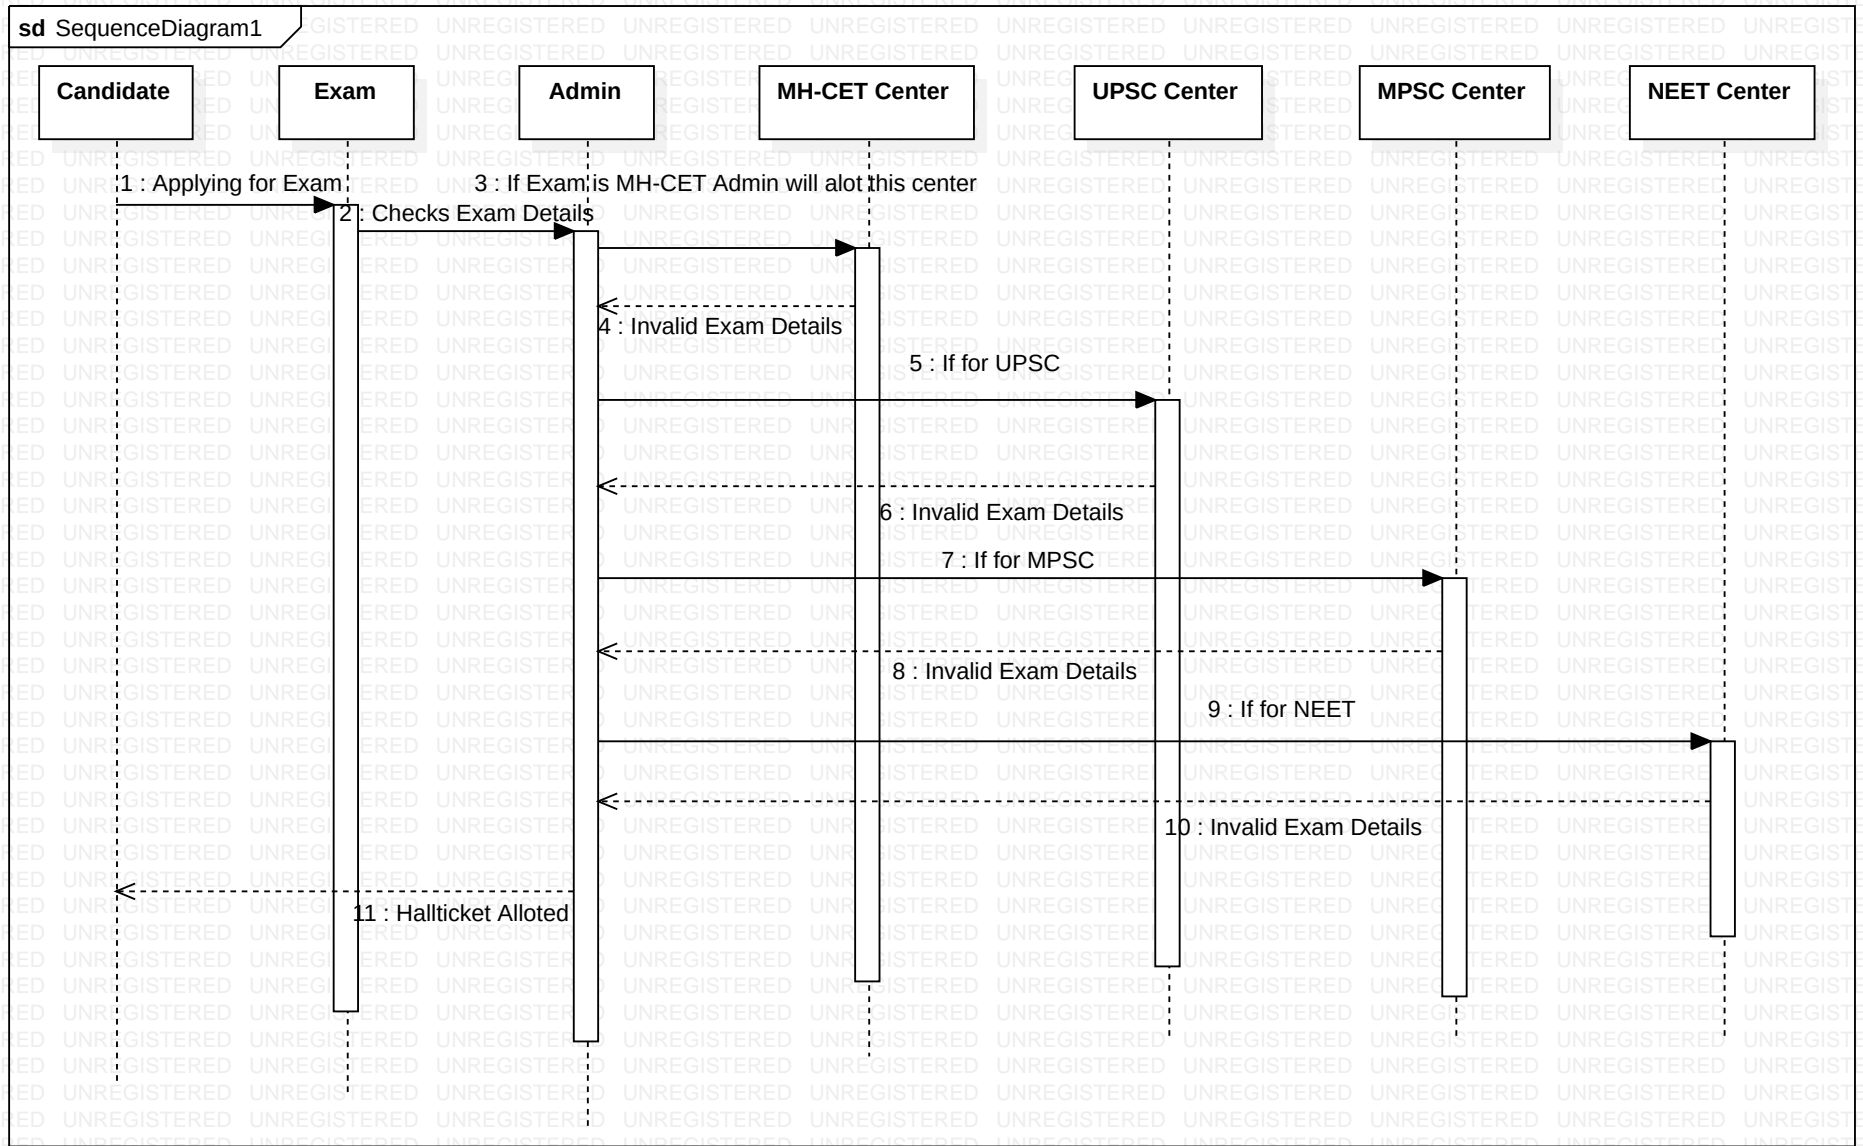 sd SequenceDiagram1
Candidate
Exam
Admin
MH-CET Center
UPSC Center
MPSC Center
NEET Center
1 : Applying for Exam
3 : If Exam is MH-CET Admin will alot this center
2 : Checks Exam Details
4 : Invalid Exam Details
5 : If for UPSC
6 : Invalid Exam Details
7 : If for MPSC
8 : Invalid Exam Details
9 : If for NEET
10 : Invalid Exam Details
11 : Hallticket Alloted
UNREGISTERED